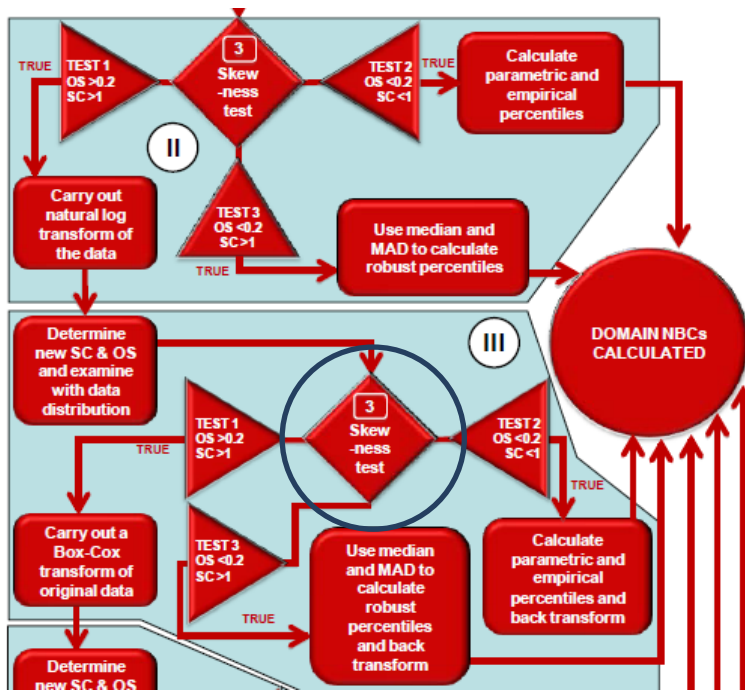 3
Skew
-ness
test
TRUE
TEST 1
OS >0.2
SC >1
TEST 2
OS <0.2
SC <1
TRUE
Calculate
parametric and
empirical
percentiles
II
Carry out
natural log
transform of
the data
TEST 3
OS <0.2
SC >1
TRUE
Use median and
MAD to calculate
robust percentiles
DOMAIN NBCs
CALCULATED
Determine
new SC & OS
and examine
with data
distribution
III
3
Skew
-ness
test
TEST 1
OS >0.2
SC >1
TRUE
TEST 2
OS <0.2
SC <1
TRUE
Carry out a
Box-Cox
transform of
original data
TEST 3
OS <0.2
SC >1
TRUE
Use median
and MAD to
calculate
robust
percentiles
and back
transform
Calculate
parametric and
empirical
percentiles and
back transform
Determine
new SC & OS